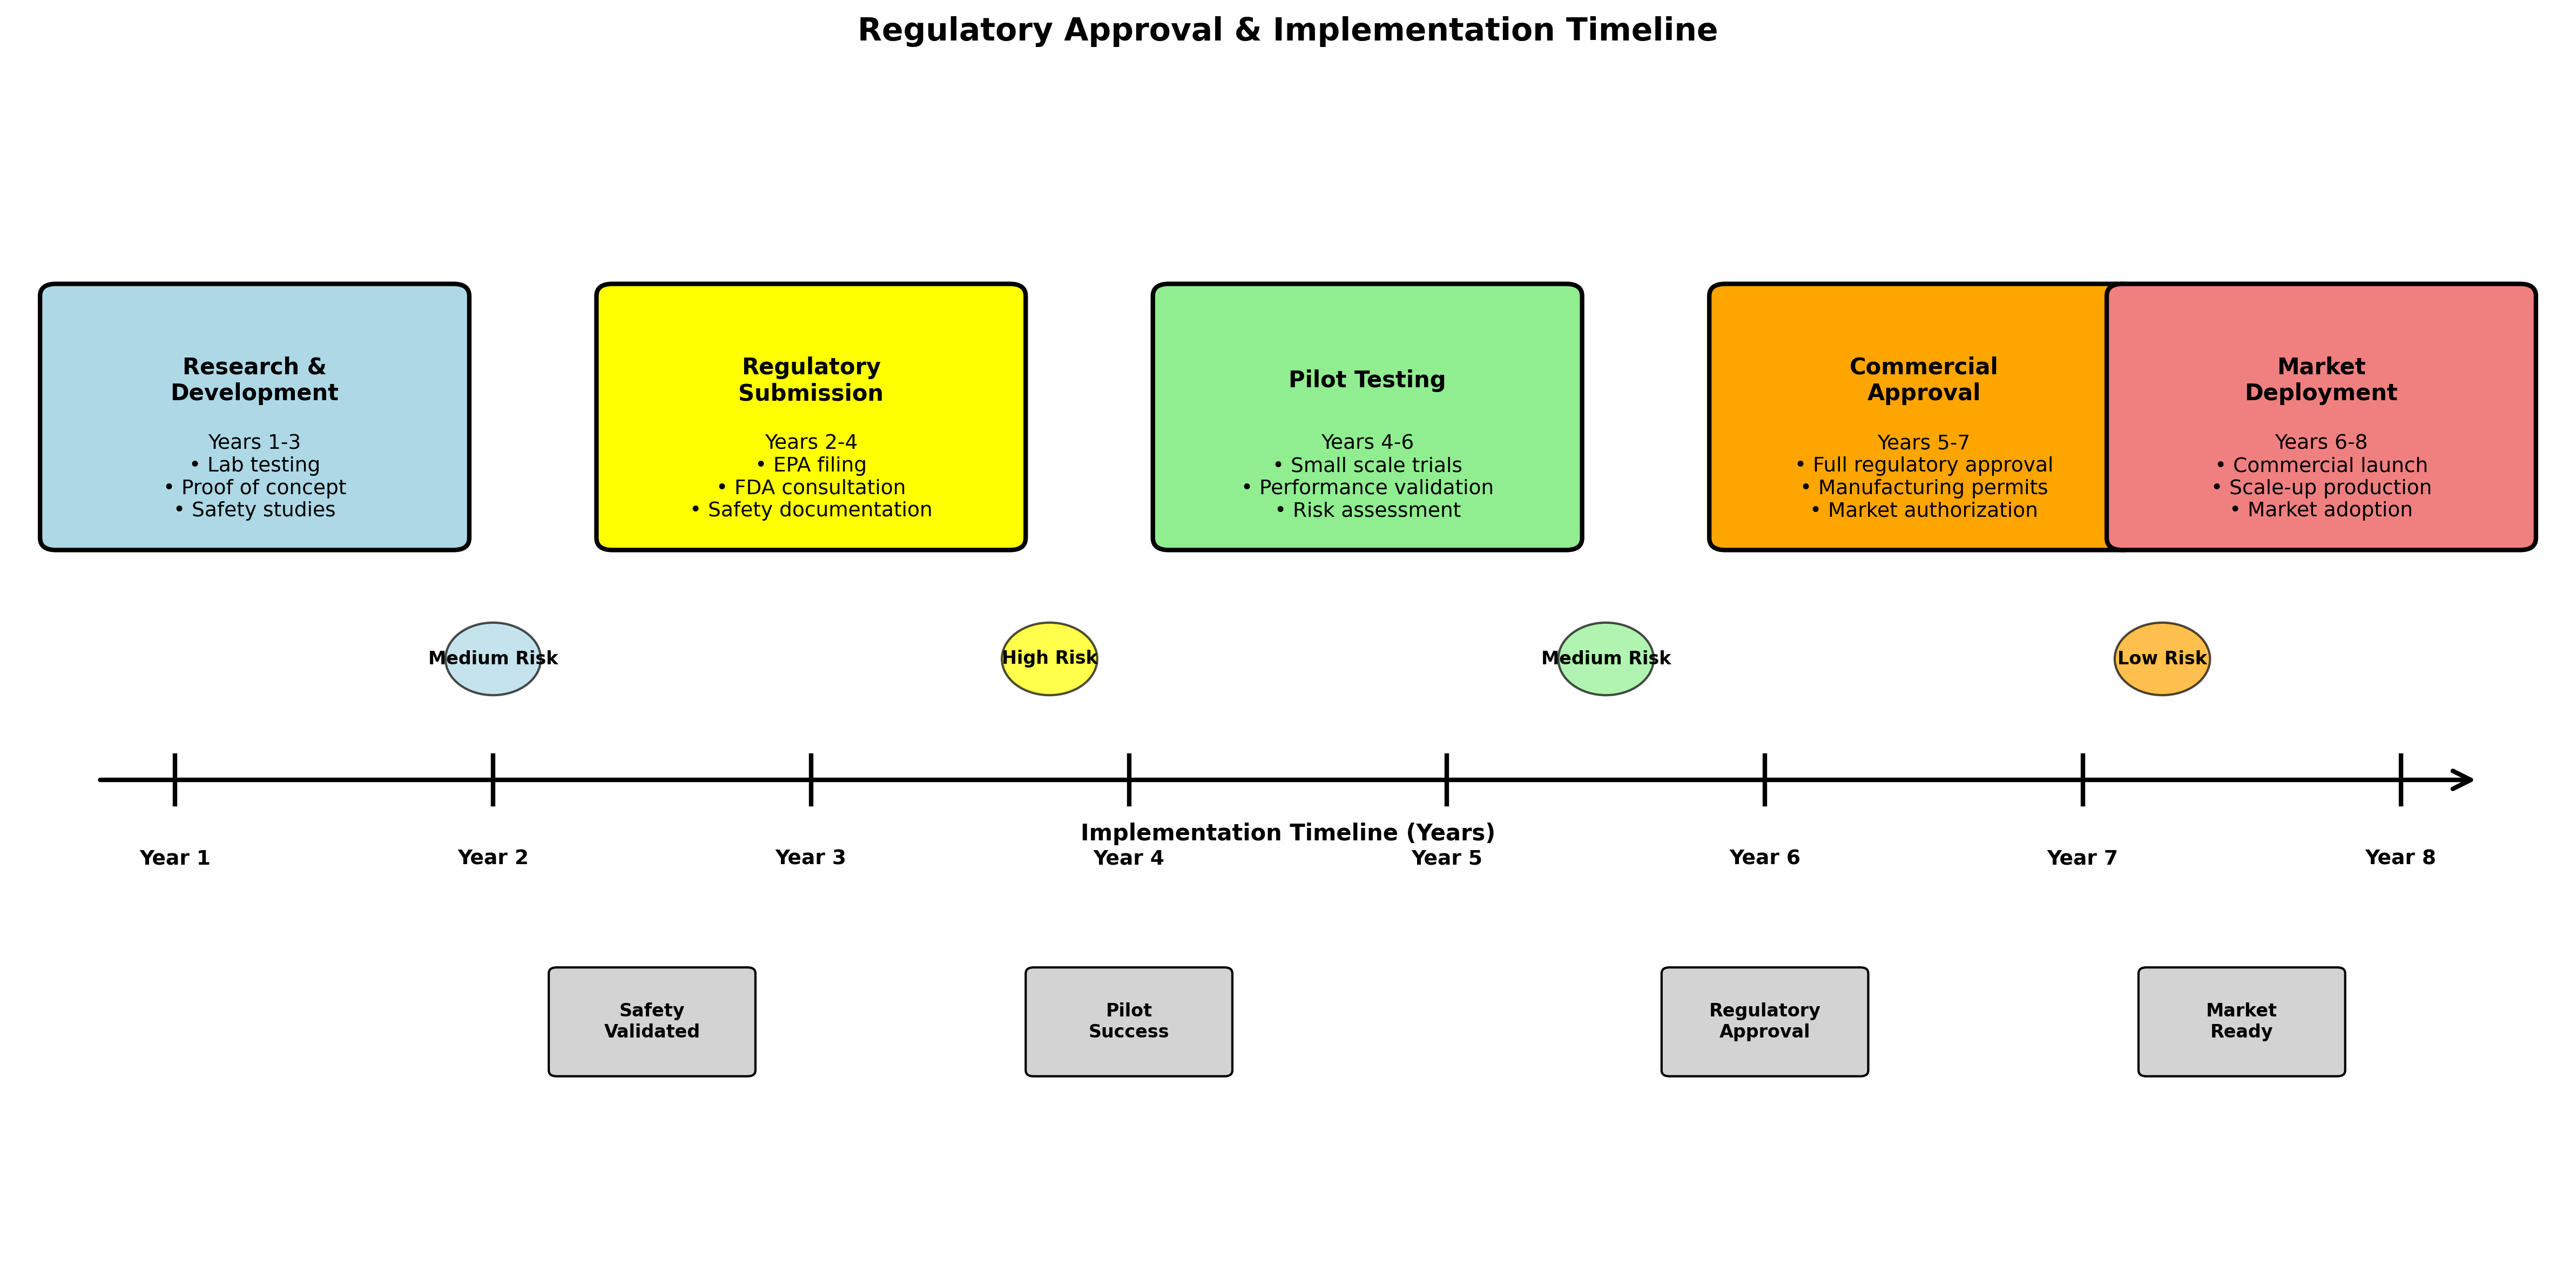 Regulatory Approval & Implementation Timeline
Research &
Development
Years 1-3
• Lab testing
• Proof of concept
• Safety studies
Regulatory
Submission
Years 2-4
• EPA filing
• FDA consultation
• Safety documentation
Pilot Testing
Years 4-6
• Small scale trials
• Performance validation
• Risk assessment
Commercial
Approval
Years 5-7
• Full regulatory approval
• Manufacturing permits
• Market authorization
Market
Deployment
Years 6-8
• Commercial launch
• Scale-up production
• Market adoption
Medium Risk
High Risk
Medium Risk
Low Risk
Implementation Timeline (Years)
Year 1
Year 2
Year 3
Year 4
Year 5
Year 6
Year 7
Year 8
Safety
Validated
Pilot
Success
Regulatory
Approval
Market
Ready